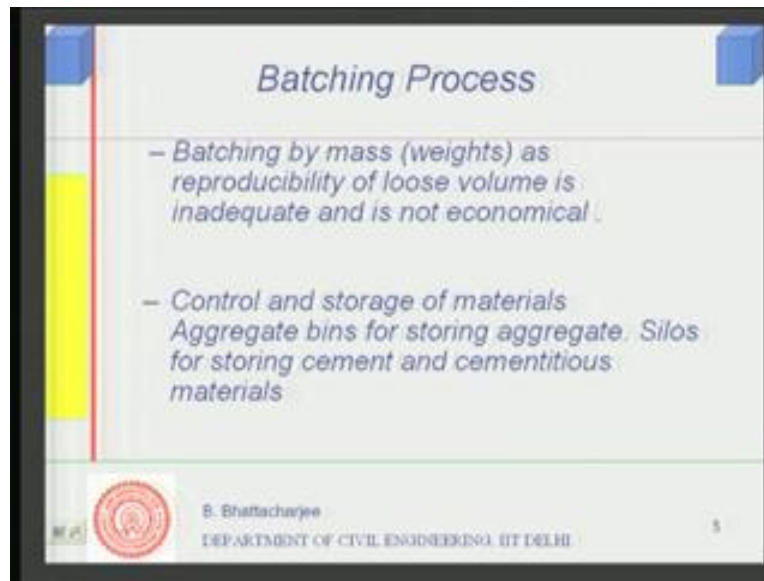 Batching Process
– Batching by mass (weights) as
reproducibility of loose volume is
inadequate and is not economical .
– Control and storage of materials
Aggregate bins for storing aggregate. Silos
for storing cement and cementitious
materials
B. Bhattacharjee
DEPARTMENT OF CIVIL ENGINEERING, IIT DELHI
5